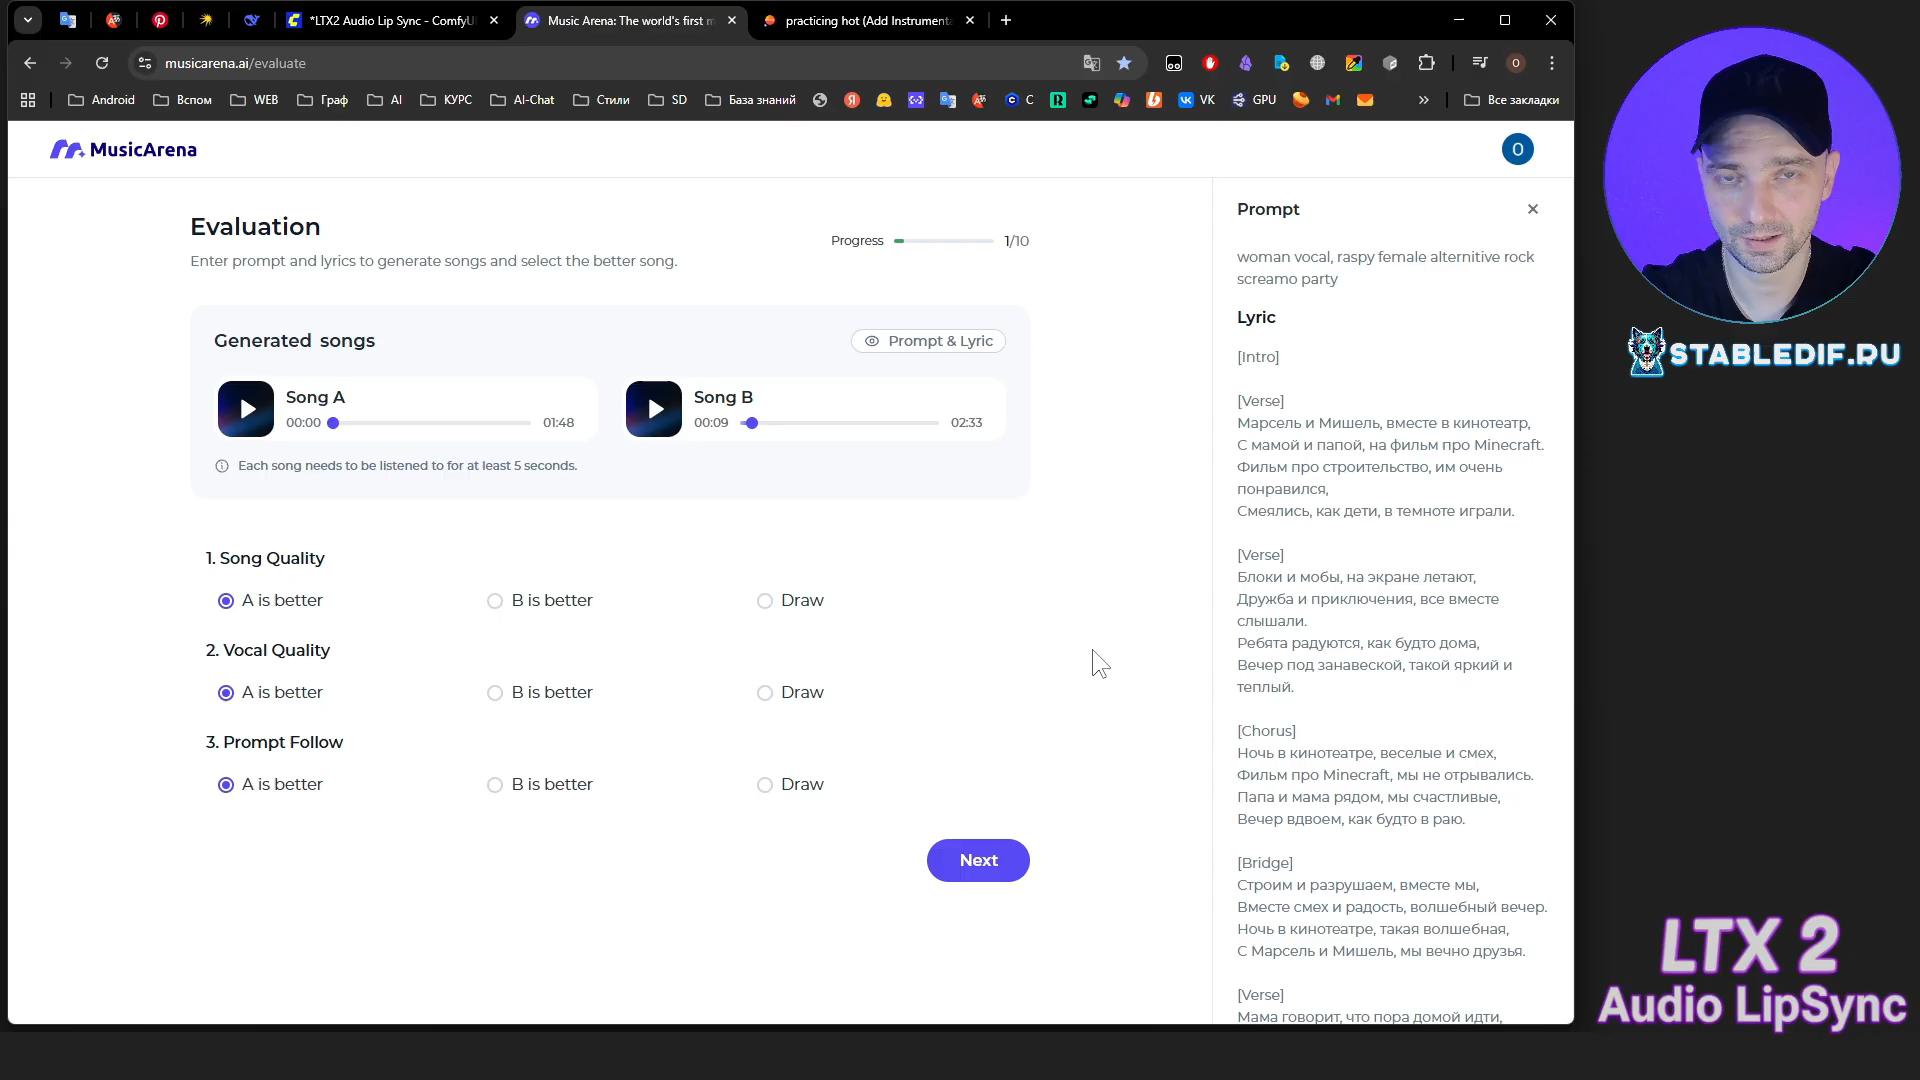 *LTX2 Audio Lip Sync - ComfyUI
Music Arena: The world's first m
practicing hot (Add Instrumenta
musicarena.ai/evaluate
O
Android
Вспом
WEB
Граф
AI
КУРС
AI-Chat
Стили
SD
База знаний
C
VK
GPU
Все закладки
MusicArena
O
Evaluation
Enter prompt and lyrics to generate songs and select the better song.
Progress
1/10
Generated songs
Prompt & Lyric
Song A
00:00
01:48
Song B
00:09
02:33
Each song needs to be listened to for at least 5 seconds.
1. Song Quality
A is better
B is better
Draw
2. Vocal Quality
A is better
B is better
Draw
3. Prompt Follow
A is better
B is better
Draw
Next
Prompt
woman vocal, raspy female alternitive rock
screamo party
Lyric
[Intro]
[Verse]
Марсель и Мишель, вместе в кинотеатр,
С мамой и папой, на фильм про Minecraft.
Фильм про строительство, им очень
понравился,
Смеялись, как дети, в темноте играли.
[Verse]
Блоки и мобы, на экране летают,
Дружба и приключения, все вместе
слышали.
Ребята радуются, как будто дома,
Вечер под занавеской, такой яркий и
теплый.
[Chorus]
Ночь в кинотеатре, веселые и смех,
Фильм про Minecraft, мы не отрывались.
Папа и мама рядом, мы счастливые,
Вечер вдвоем, как будто в раю.
[Bridge]
Строим и разрушаем, вместе мы,
Вместе смех и радость, волшебный вечер.
Ночь в кинотеатре, такая волшебная,
С Марсель и Мишель, мы вечно друзья.
[Verse]
Мама говорит, что пора домой идти,
STABLEDIF.RU
LTX 2
Audio LipSync